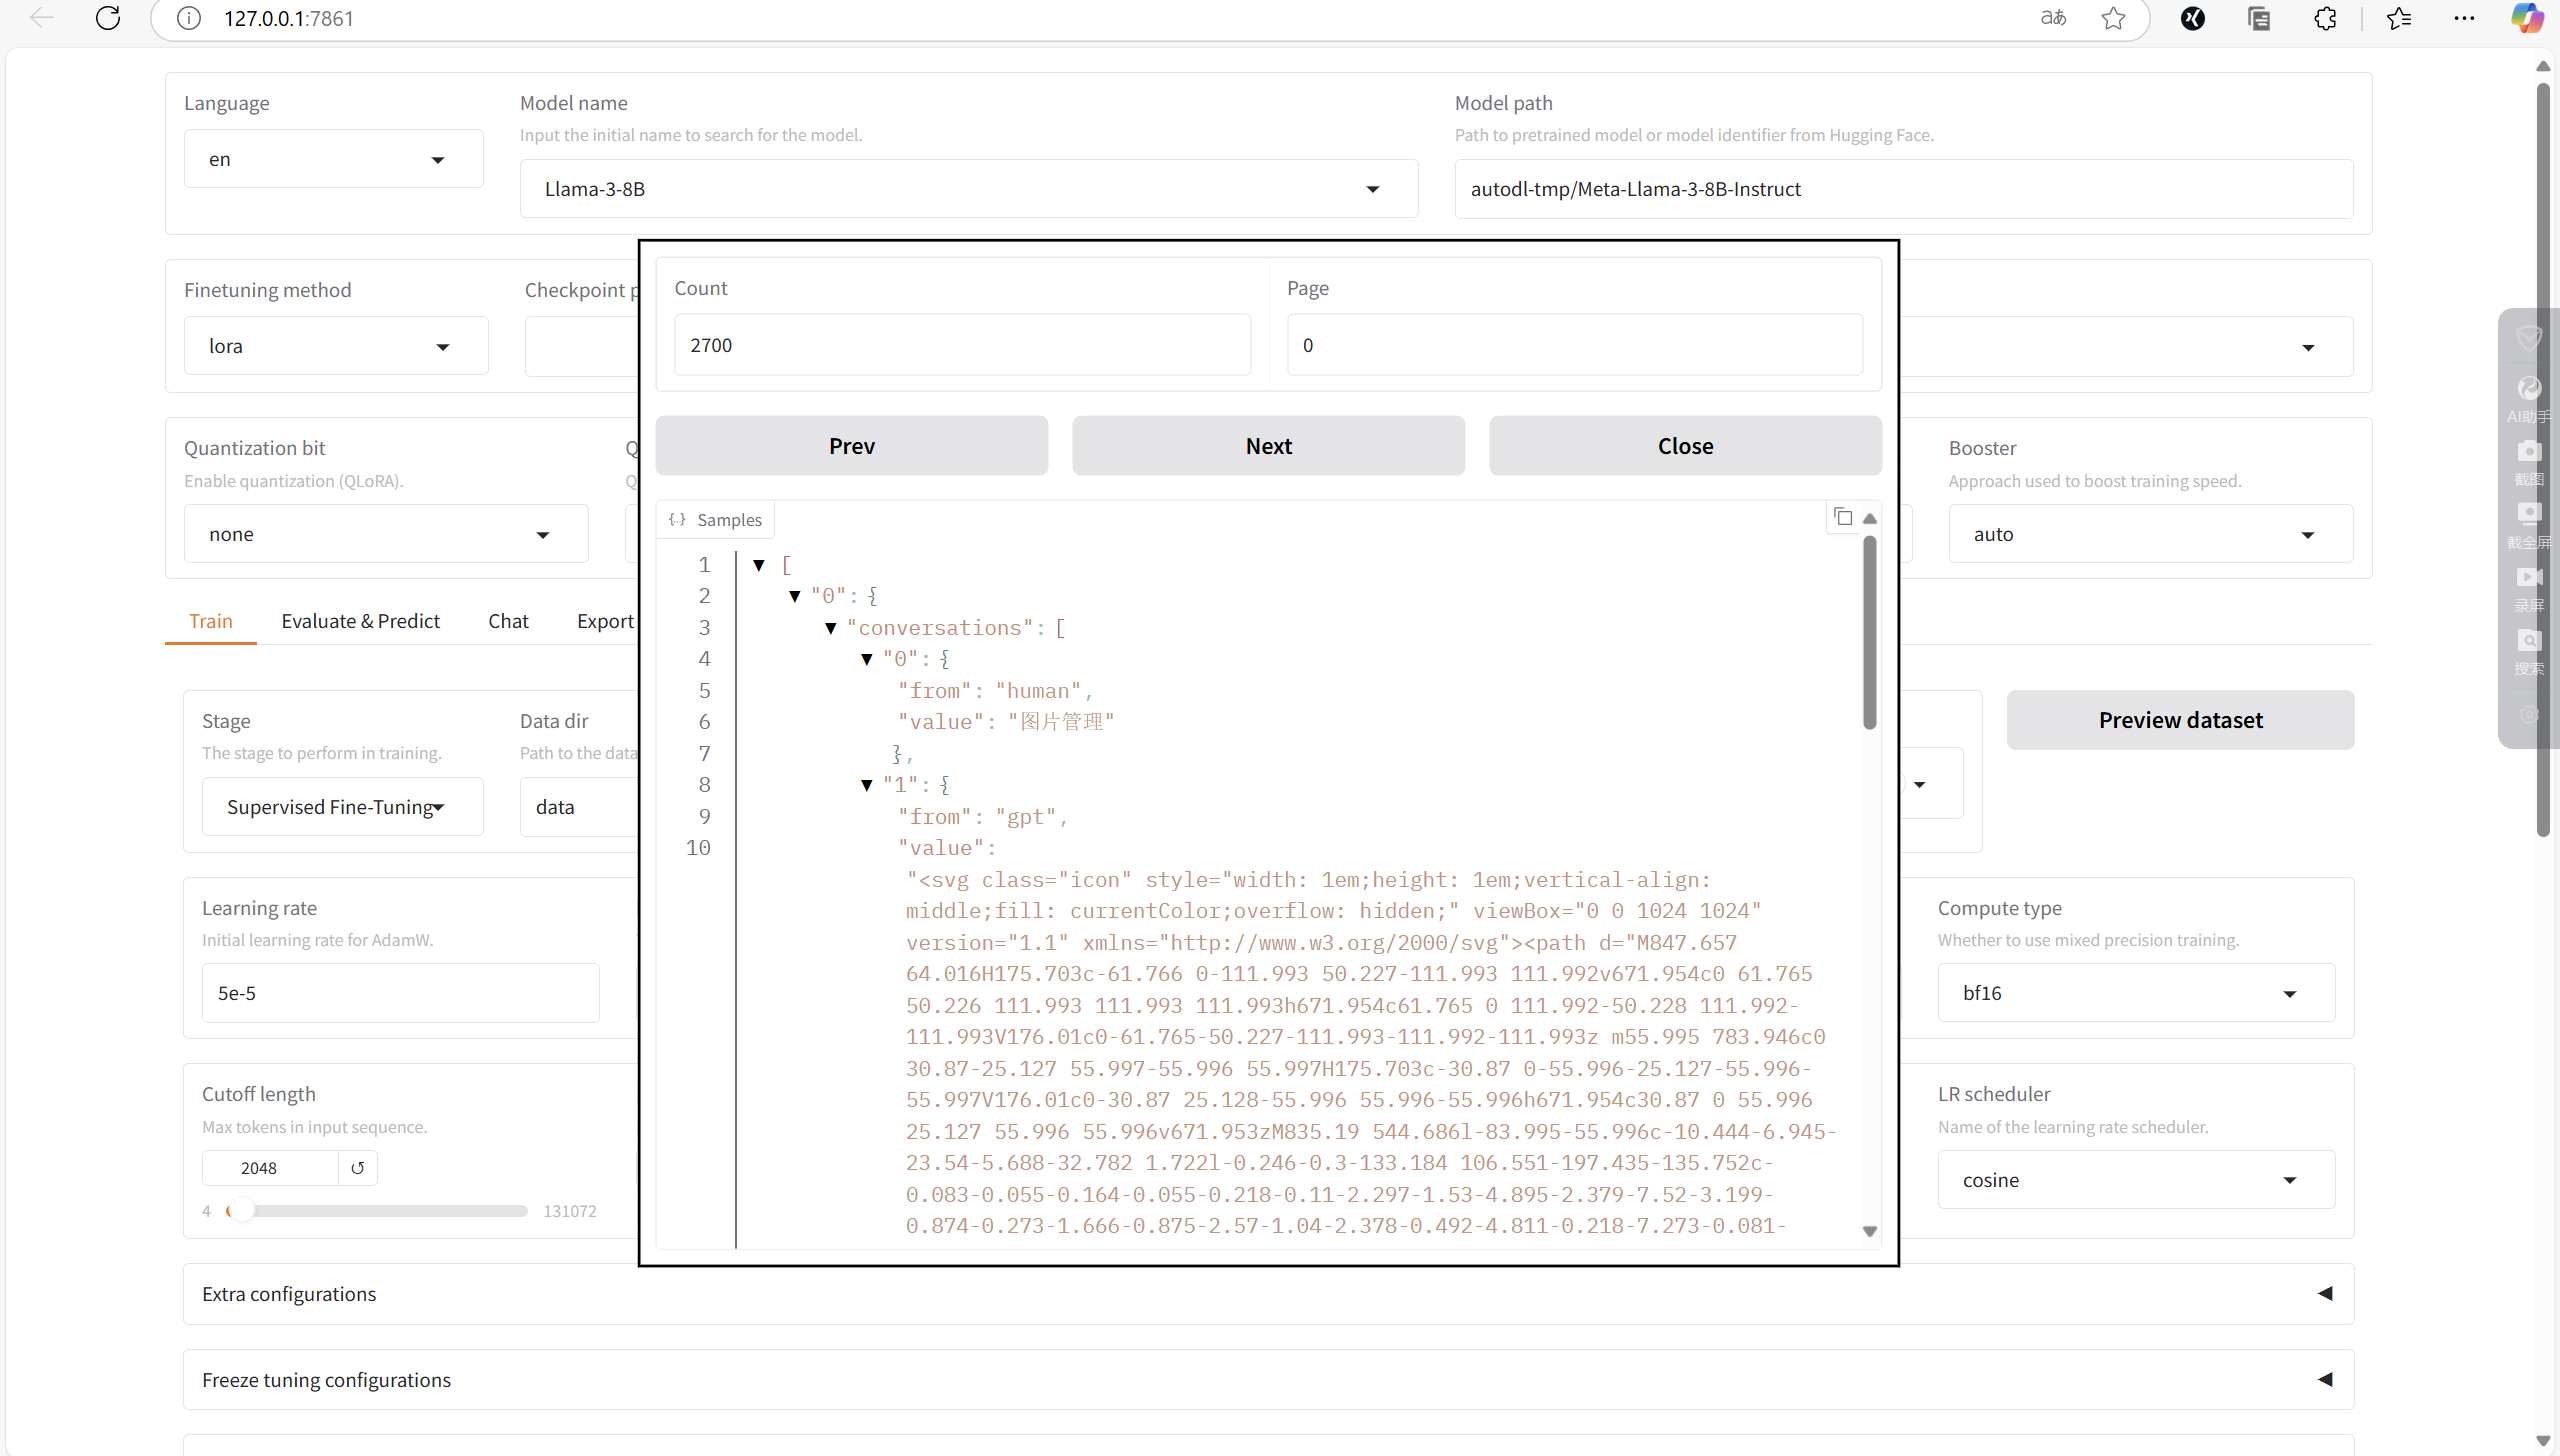 127.0.0.1:7861
Language
en
Model name
Input the initial name to search for the model.
Llama-3-8B
Model path
Path to pretrained model or model identifier from Hugging Face.
autodl-tmp/Meta-Llama-3-8B-Instruct
Finetuning method
lora
Checkpoint p
Quantization bit
Enable quantization (QLoRA).
none
Q
Q
Booster
Approach used to boost training speed.
auto
Train
Evaluate & Predict
Chat
Export
Count
2700
Page
0
Prev
Next
Close
{··} Samples
1 ▼ [
2 ▼ "0": {
3 ▼ "conversations": [
4 ▼ "0": {
5 "from": "human",
6 "value": "图片管理"
7 },
8 ▼ "1": {
9 "from": "gpt",
10 "value":
"<svg class="icon" style="width: 1em;height: 1em;vertical-align:
middle;fill: currentColor;overflow: hidden;" viewBox="0 0 1024 1024"
version="1.1" xmlns="http://www.w3.org/2000/svg"><path d="M847.657
64.016H175.703c-61.766 0-111.993 50.227-111.993 111.992v671.954c0 61.765
50.226 111.993 111.993 111.993h671.954c61.765 0 111.992-50.228 111.992-
111.993V176.01c0-61.765-50.227-111.993-111.992-111.993z m55.995 783.946c0
30.87-25.127 55.997-55.996 55.997H175.703c-30.87 0-55.996-25.127-55.996-
55.997V176.01c0-30.87 25.128-55.996 55.996-55.996h671.954c30.87 0 55.996
25.127 55.996 55.996v671.953zM835.19 544.686l-83.995-55.996c-10.444-6.945-
23.54-5.688-32.782 1.722l-0.246-0.3-133.184 106.551-197.435-135.752c-
0.083-0.055-0.164-0.055-0.218-0.11-2.297-1.53-4.895-2.379-7.52-3.199-
0.874-0.273-1.666-0.875-2.57-1.04-2.378-0.492-4.811-0.218-7.273-0.081-
Stage
The stage to perform in training.
Supervised Fine-Tuning
Data dir
Path to the data
data
Preview dataset
Learning rate
Initial learning rate for AdamW.
5e-5
Compute type
Whether to use mixed precision training.
bf16
Cutoff length
Max tokens in input sequence.
2048
4
131072
LR scheduler
Name of the learning rate scheduler.
cosine
Extra configurations
Freeze tuning configurations
AI助手
截图
截全屏
录屏
搜索